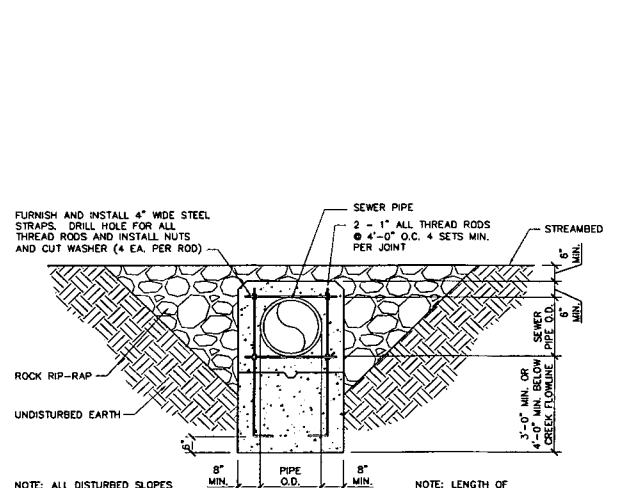 FURNISH AND INSTALL 4" WIDE STEEL
STRAPS. DRILL HOLE FOR ALL
THREAD RODS AND INSTALL NUTS
AND CUT WASHER (4 EA. PER ROD)
SEWER PIPE
2 - 1" ALL THREAD RODS
@ 4'-0" O.C. 4 SETS MIN.
PER JOINT
STREAMBED
6"
MIN.
6"
MIN.
SEWER
PIPE O.D.
3'-0" MIN. OR
4'-0" MIN. BELOW
CREEK FLOWLINE
ROCK RIP-RAP
UNDISTURBED EARTH
6"
8"
MIN.
PIPE
O.D.
8"
MIN.
NOTE: ALL DISTURBED SLOPES
NOTE: LENGTH OF